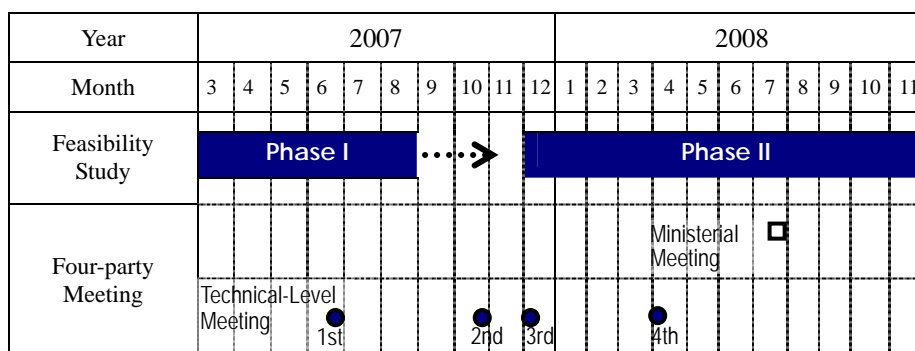 Year 2007 2008
Month 3 4 5 6 7 8 9 10 11 12 1 2 3 4 5 6 7 8 9 10 11
Feasibility
Study
Phase I Phase II
Four-party
Meeting
Ministerial
Meeting
Technical-Level
Meeting
1st 2nd 3rd 4th